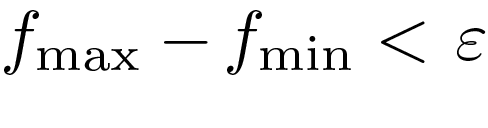 f_max − f_min < ε